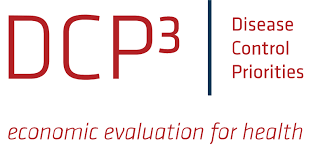 DCP³
Disease
Control
Priorities
economic evaluation for health